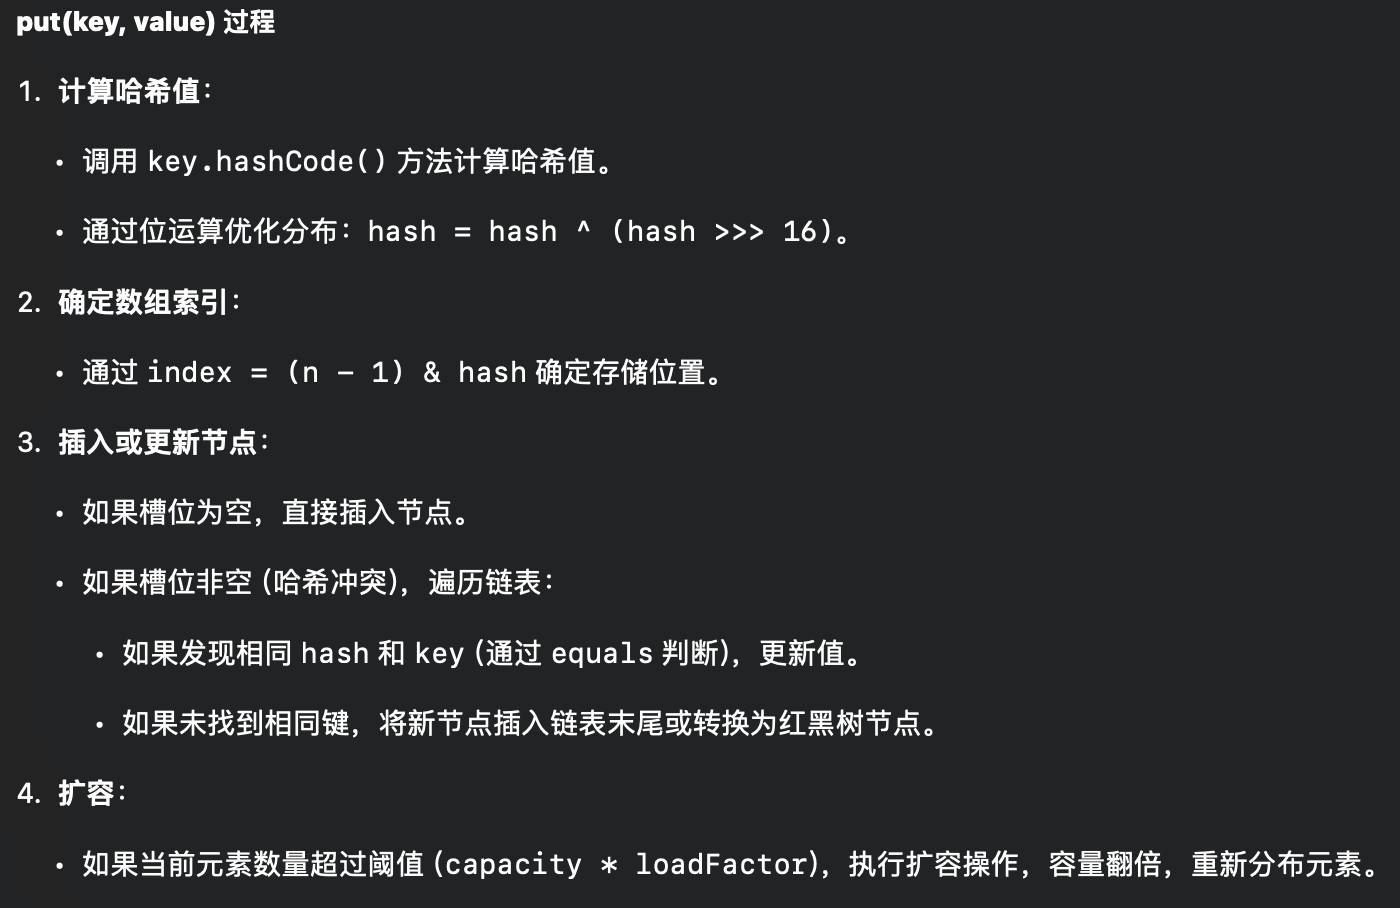 put(key, value) 过程
1. 计算哈希值：
• 调用 key.hashCode() 方法计算哈希值。
• 通过位运算优化分布：hash = hash ^ (hash >>> 16)。
2. 确定数组索引：
• 通过 index = (n - 1) & hash 确定存储位置。
3. 插入或更新节点：
• 如果槽位为空，直接插入节点。
• 如果槽位非空 (哈希冲突)，遍历链表：
• 如果发现相同 hash 和 key (通过 equals 判断)，更新值。
• 如果未找到相同键，将新节点插入链表末尾或转换为红黑树节点。
4. 扩容：
• 如果当前元素数量超过阈值 (capacity * loadFactor)，执行扩容操作，容量翻倍，重新分布元素。